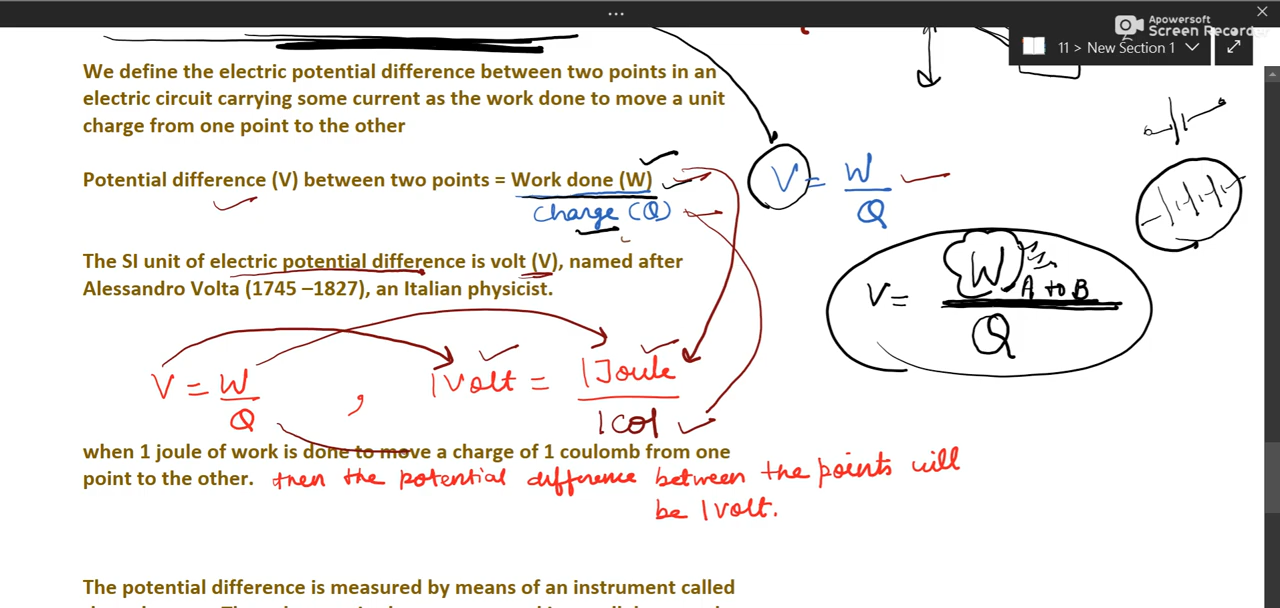 ...
Apowersoft
Screen Recorder
11 > New Section 1
We define the electric potential difference between two points in an
electric circuit carrying some current as the work done to move a unit
charge from one point to the other
V = W
Q
Potential difference (V) between two points = Work done (W)
Charge (Q)
The SI unit of electric potential difference is volt (V), named after
Alessandro Volta (1745 –1827), an Italian physicist.
V = W A to B
Q
V = W , 1 Volt = 1 Joule
Q 1 Col
when 1 joule of work is done to move a charge of 1 coulomb from one
point to the other. then the potential difference between the points will
be 1 volt.
The potential difference is measured by means of an instrument called